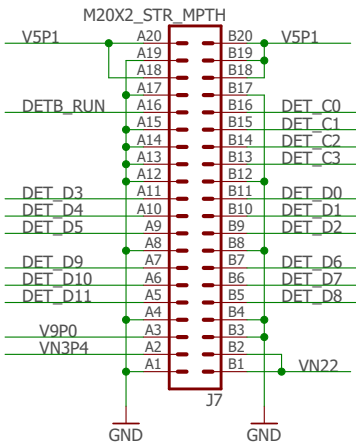 M20X2_STR_MPTH
V5P1 A20 B20 V5P1
A19 B19
A18 B18
A17 B17
DETB_RUN A16 B16 DET_C0
A15 B15 DET_C1
A14 B14 DET_C2
A13 B13 DET_C3
A12 B12
DET_D3 A11 B11 DET_D0
DET_D4 A10 B10 DET_D1
DET_D5 A9 B9 DET_D2
A8 B8
DET_D9 A7 B7 DET_D6
DET_D10 A6 B6 DET_D7
DET_D11 A5 B5 DET_D8
A4 B4
V9P0 A3 B3
VN3P4 A2 B2
A1 B1 VN22
J7
GND GND